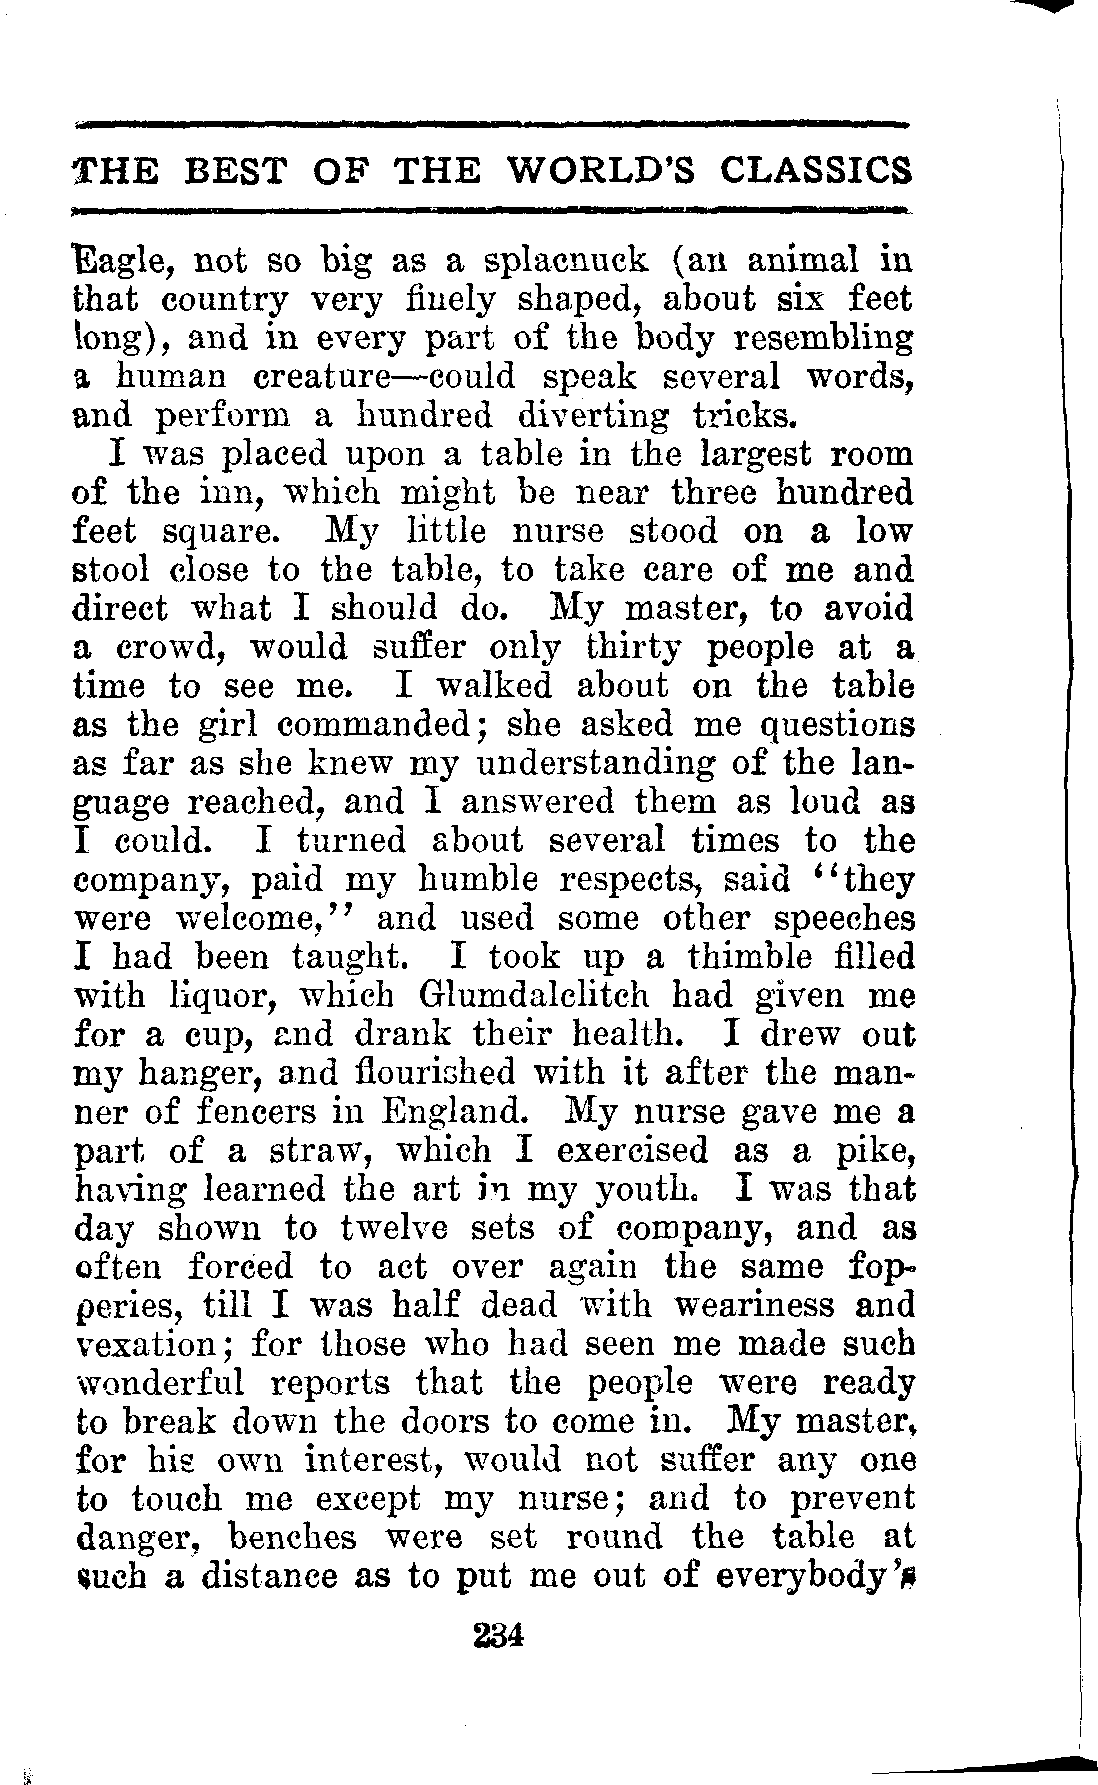 THE BEST OF THE WORLD'S CLASSICS
Eagle, not so big as a splacnuck (an animal in
that country very finely shaped, about six feet
long), and in every part of the body resembling
a human creature—could speak several words,
and perform a hundred diverting tricks.
I was placed upon a table in the largest room
of the inn, which might be near three hundred
feet square. My little nurse stood on a low
stool close to the table, to take care of me and
direct what I should do. My master, to avoid
a crowd, would suffer only thirty people at a
time to see me. I walked about on the table
as the girl commanded; she asked me questions
as far as she knew my understanding of the lan-
guage reached, and I answered them as loud as
I could. I turned about several times to the
company, paid my humble respects, said "they
were welcome," and used some other speeches
I had been taught. I took up a thimble filled
with liquor, which Glumdalclitch had given me
for a cup, and drank their health. I drew out
my hanger, and flourished with it after the man-
ner of fencers in England. My nurse gave me a
part of a straw, which I exercised as a pike,
having learned the art in my youth. I was that
day shown to twelve sets of company, and as
often forced to act over again the same fop-
peries, till I was half dead with weariness and
vexation; for those who had seen me made such
wonderful reports that the people were ready
to break down the doors to come in. My master,
for his own interest, would not suffer any one
to touch me except my nurse; and to prevent
danger, benches were set round the table at
such a distance as to put me out of everybody's
234